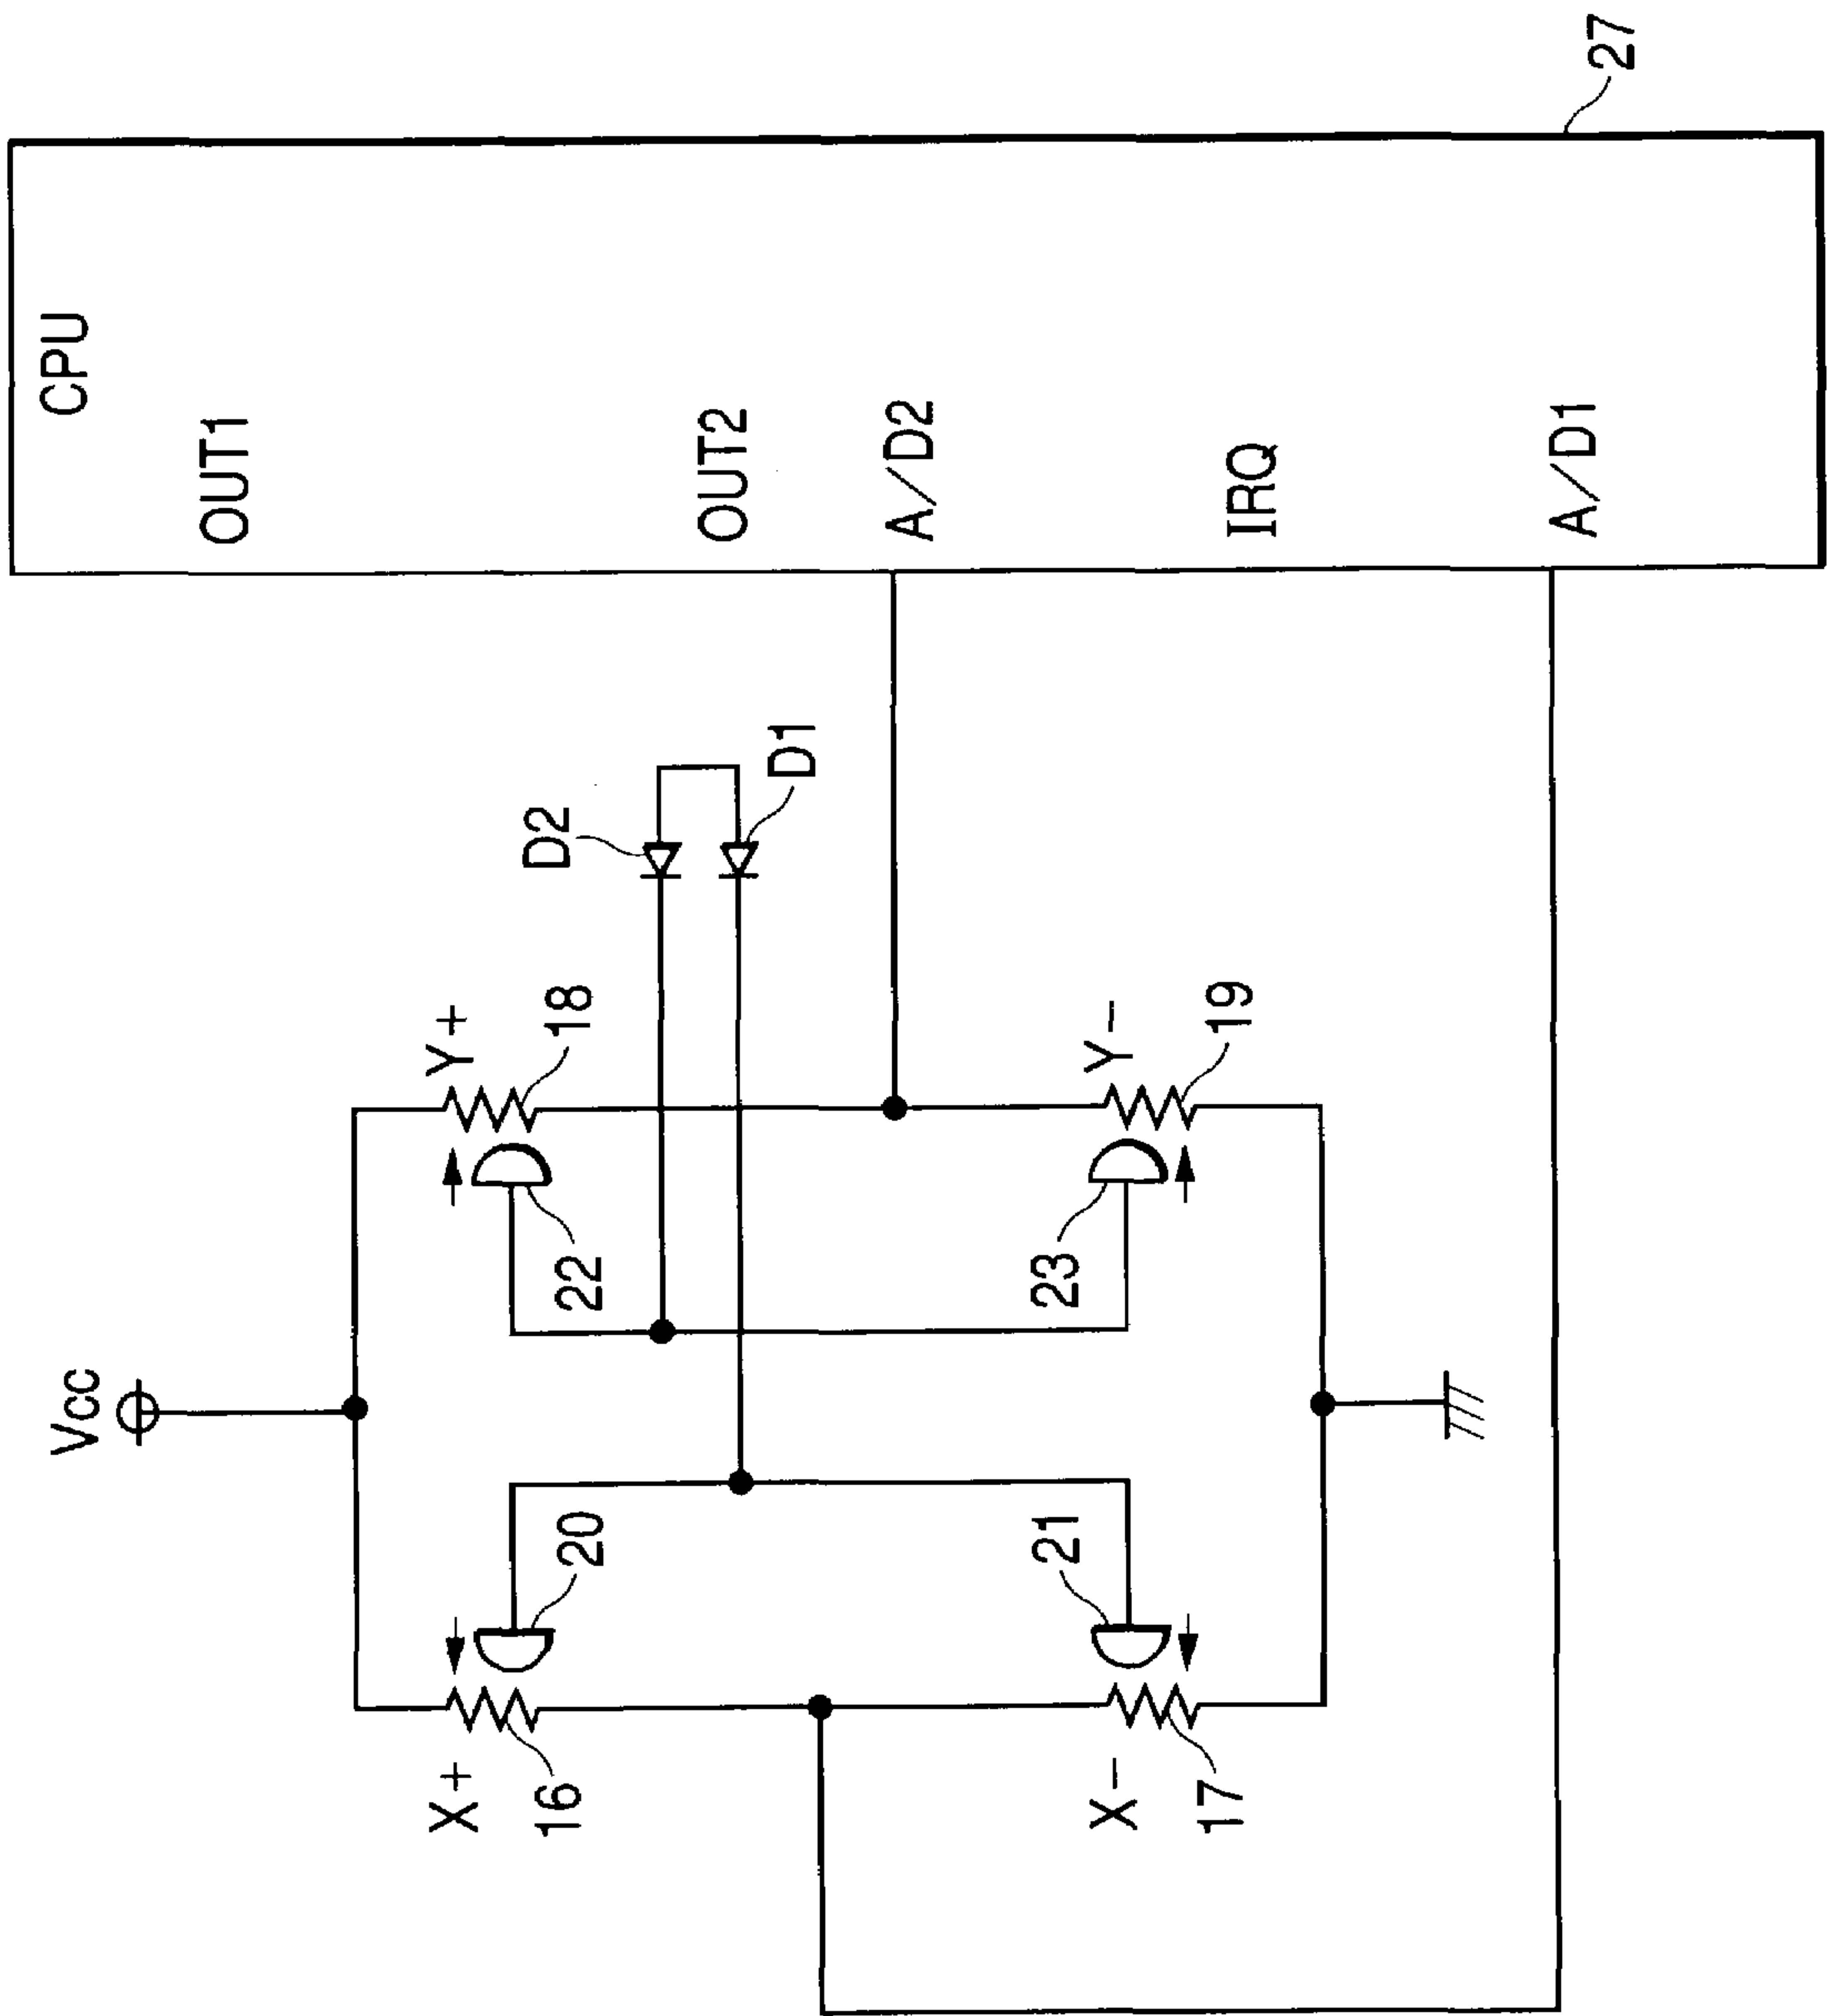 CPU
OUT1
OUT2
A/D2
IRQ
A/D1
27
D2
D1
Vcc
Y+
18
22
Y-
19
23
X+
16
20
X-
17
21